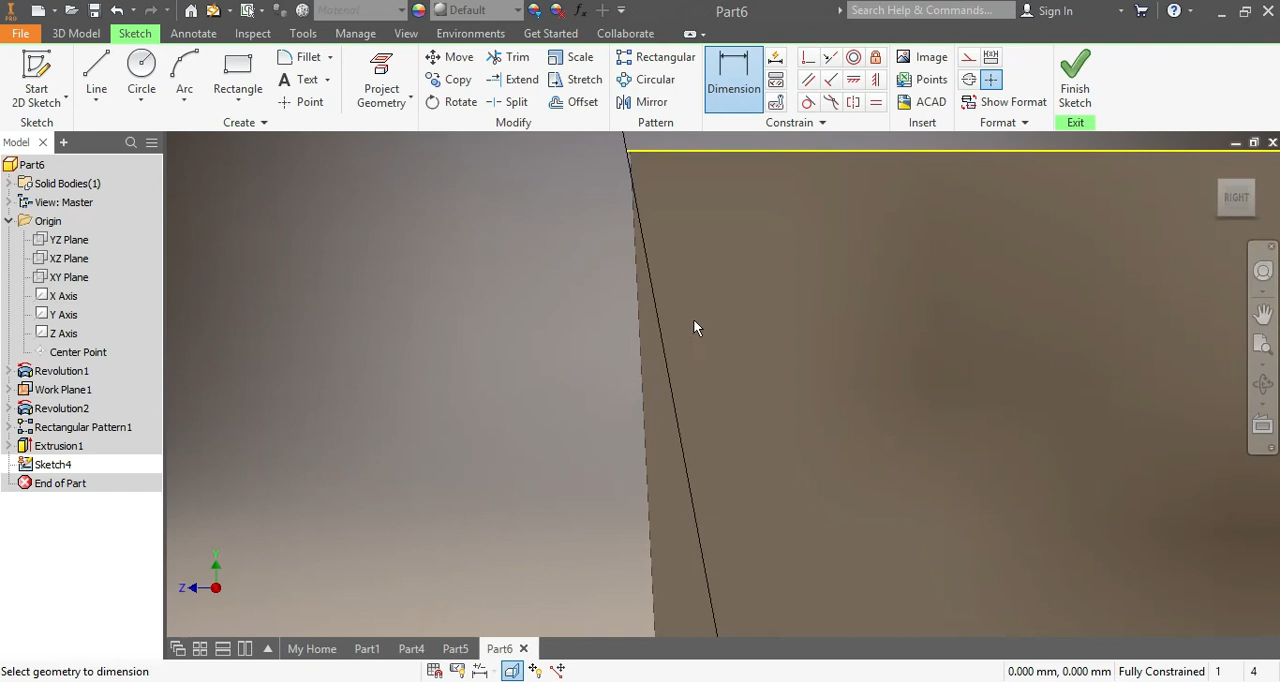 PRO
Material
Default
fx
Part6
Search Help & Commands...
Sign In
File
3D Model
Sketch
Annotate
Inspect
Tools
Manage
View
Environments
Get Started
Collaborate
Start
2D Sketch
Line
Circle
Arc
Rectangle
Fillet
Text
Point
Project
Geometry
Move
Copy
Rotate
Trim
Extend
Split
Scale
Stretch
Offset
Rectangular
Circular
Mirror
Dimension
Image
Points
ACAD
Show Format
Finish
Sketch
Sketch
Create
Modify
Pattern
Constrain
Insert
Format
Exit
Model
Part6
Solid Bodies(1)
View: Master
Origin
YZ Plane
XZ Plane
XY Plane
X Axis
Y Axis
Z Axis
Center Point
Revolution1
Work Plane1
Revolution2
Rectangular Pattern1
Extrusion1
Sketch4
End of Part
RIGHT
Y
Z
My Home
Part1
Part4
Part5
Part6
Select geometry to dimension
0.000 mm, 0.000 mm
Fully Constrained
1
4